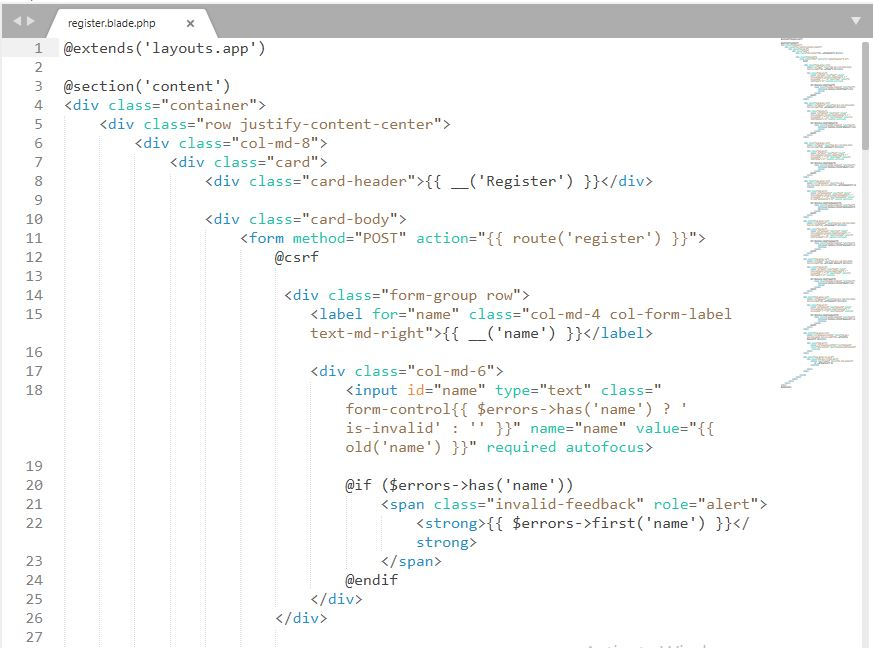 register.blade.php ×
1 @extends('layouts.app')
2
3 @section('content')
4 <div class="container">
5 <div class="row justify-content-center">
6 <div class="col-md-8">
7 <div class="card">
8 <div class="card-header">{{ __('Register') }}</div>
9
10 <div class="card-body">
11 <form method="POST" action="{{ route('register') }}">
12 @csrf
13
14 <div class="form-group row">
15 <label for="name" class="col-md-4 col-form-label
text-md-right">{{ __('name') }}</label>
16
17 <div class="col-md-6">
18 <input id="name" type="text" class="
form-control{{ $errors->has('name') ? '
is-invalid' : '' }}" name="name" value="{{
old('name') }}" required autofocus>
19
20 @if ($errors->has('name'))
21 <span class="invalid-feedback" role="alert">
22 <strong>{{ $errors->first('name') }}</
strong>
23 </span>
24 @endif
25 </div>
26 </div>
27